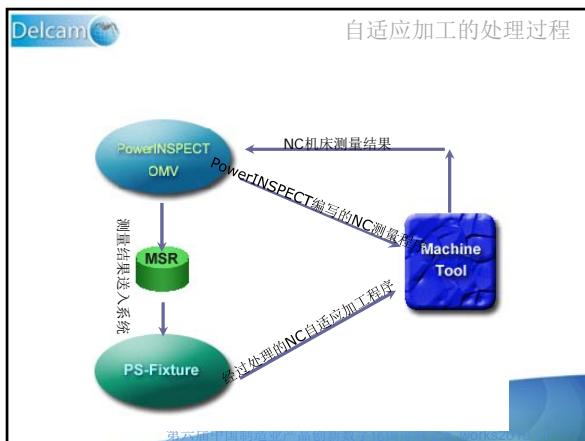 Delcam
自适应加工的处理过程
PowerINSPECT
OMV
NC机床测量结果
PowerINSPECT编写的NC测量程序
Machine
Tool
测量结果送入系统
MSR
PS-Fixture
经过处理的NC自适应加工程序